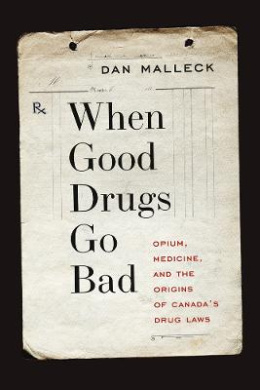 DAN MALLECK
℞
When
Good
Drugs
Go
Bad
OPIUM,
MEDICINE,
AND THE
ORIGINS
OF CANADA'S
DRUG LAWS
$